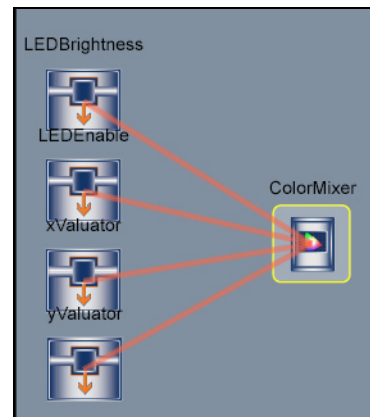 LEDBrightness
LEDEnable
ColorMixer
xValuator
yValuator